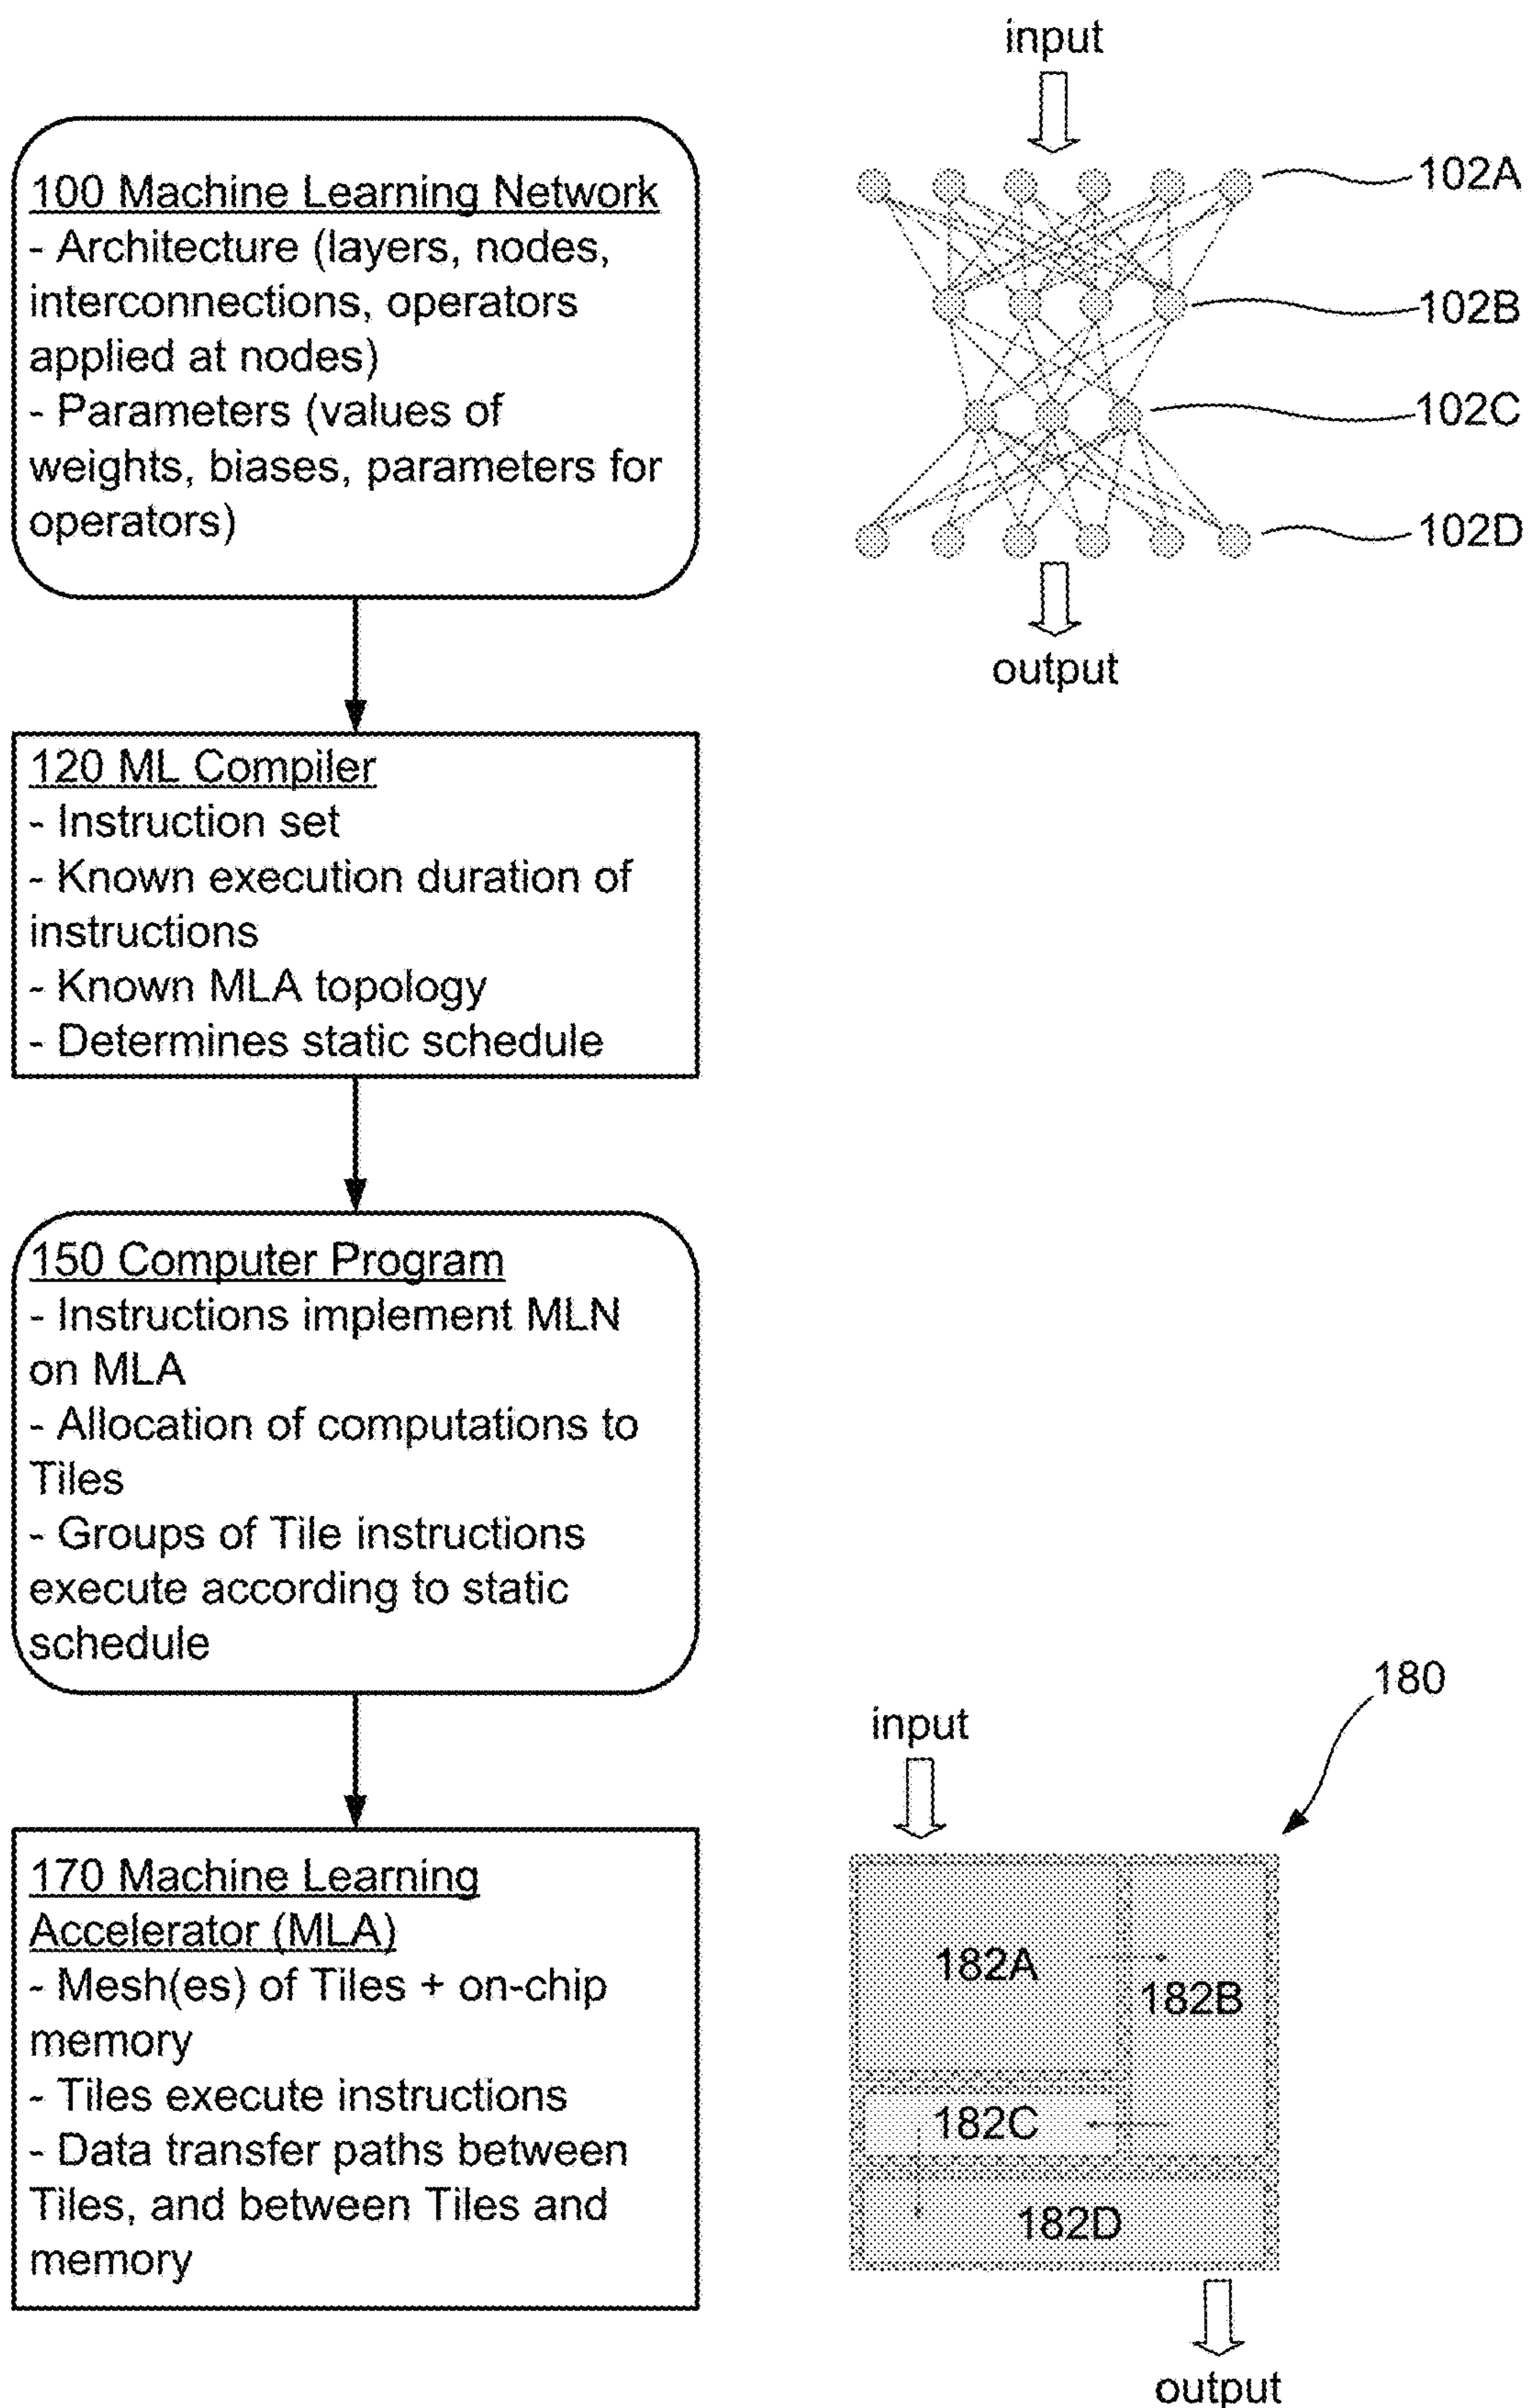 input
100 Machine Learning Network
- Architecture (layers, nodes,
interconnections, operators
applied at nodes)
- Parameters (values of
weights, biases, parameters for
operators)
102A
102B
102C
102D
output
120 ML Compiler
- Instruction set
- Known execution duration of
instructions
- Known MLA topology
- Determines static schedule
150 Computer Program
- Instructions implement MLN
on MLA
- Allocation of computations to
Tiles
- Groups of Tile instructions
execute according to static
schedule
170 Machine Learning
Accelerator (MLA)
- Mesh(es) of Tiles + on-chip
memory
- Tiles execute instructions
- Data transfer paths between
Tiles, and between Tiles and
memory
180
input
182A
182B
182C
182D
output